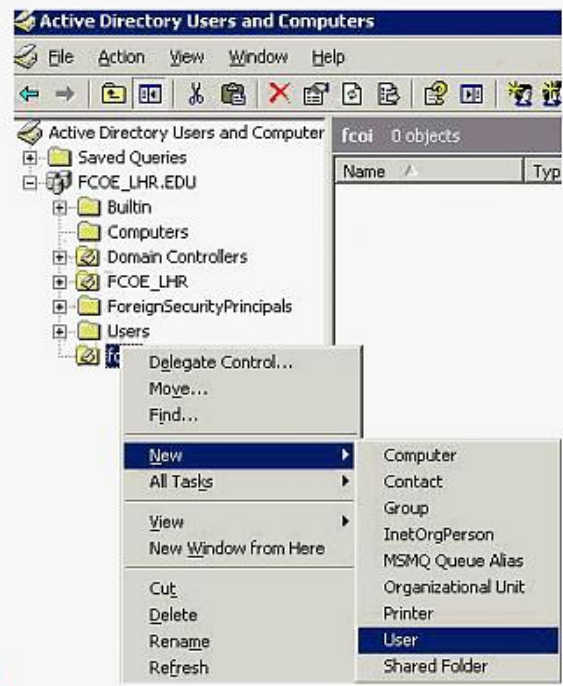 Active Directory Users and Computers
File Action View Window Help
Active Directory Users and Computer
Saved Queries
FCOE_LHR.EDU
Builtin
Computers
Domain Controllers
FCOE_LHR
ForeignSecurityPrincipals
Users
fcoi 0 objects
Name Typ
Delegate Control...
Move...
Find...
New
All Tasks
View
New Window from Here
Cut
Delete
Rename
Refresh
Computer
Contact
Group
InetOrgPerson
MSMQ Queue Alias
Organizational Unit
Printer
User
Shared Folder